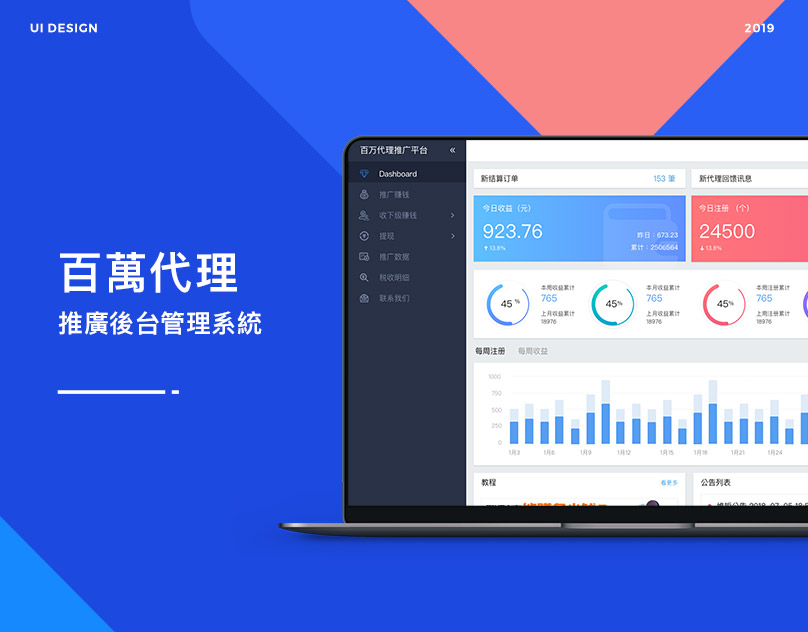 UI DESIGN
2019
百萬代理
推廣後台管理系統
百万代理推广平台 «
Dashboard
推广赚钱
收下级赚钱
提现
推广数据
税收明细
联系我们
新结算订单 153 筆
新代理回馈讯息
今日收益（元）
923.76
13.8%
昨日：673.23
累计：2506564
今日注册 （个）
24500
13.8%
45 %
本周收益累计
765
上月收益累计
18976
45 %
本月收益累计
765
上月收益累计
18976
45 %
本周注册累计
765
上周注册累计
18976
每周注册 每周收益
1000
750
500
250
0
1月3 1月6 1月9 1月12 1月15 1月18 1月21 1月24
教程 看更多
公告列表